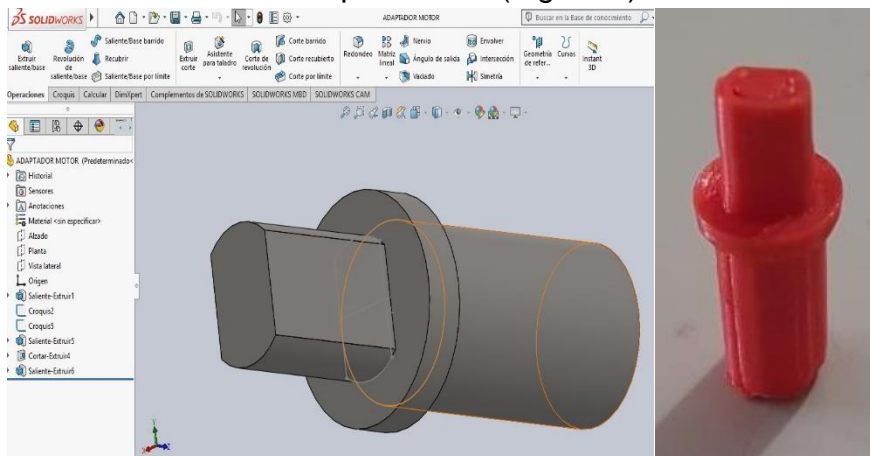 DS SOLIDWORKS
ADAPTADOR MOTOR
Buscar en la Base de conocimiento
Extruir saliente/base
Revolución de saliente/base
Saliente/Base barrido
Recubrir
Saliente/Base por límite
Extruir corte
Asistente para taladro
Corte de revolución
Corte barrido
Corte recubierto
Corte por límite
Redondeo
Matriz lineal
Nervio
Ángulo de salida
Vaciado
Envolver
Intersección
Simetría
Geometría de refer...
Curvas
Instant 3D
Operaciones Croquis Calcular DimXpert Complementos de SOLIDWORKS SOLIDWORKS MBD SOLIDWORKS CAM
ADAPTADOR MOTOR (Predeterminado<
Historial
Sensores
Anotaciones
Material <sin especificar>
Alzado
Planta
Vista lateral
Origen
Saliente-Extruir1
Croquis2
Croquis5
Saliente-Extruir5
Cortar-Extruir4
Saliente-Extruir6